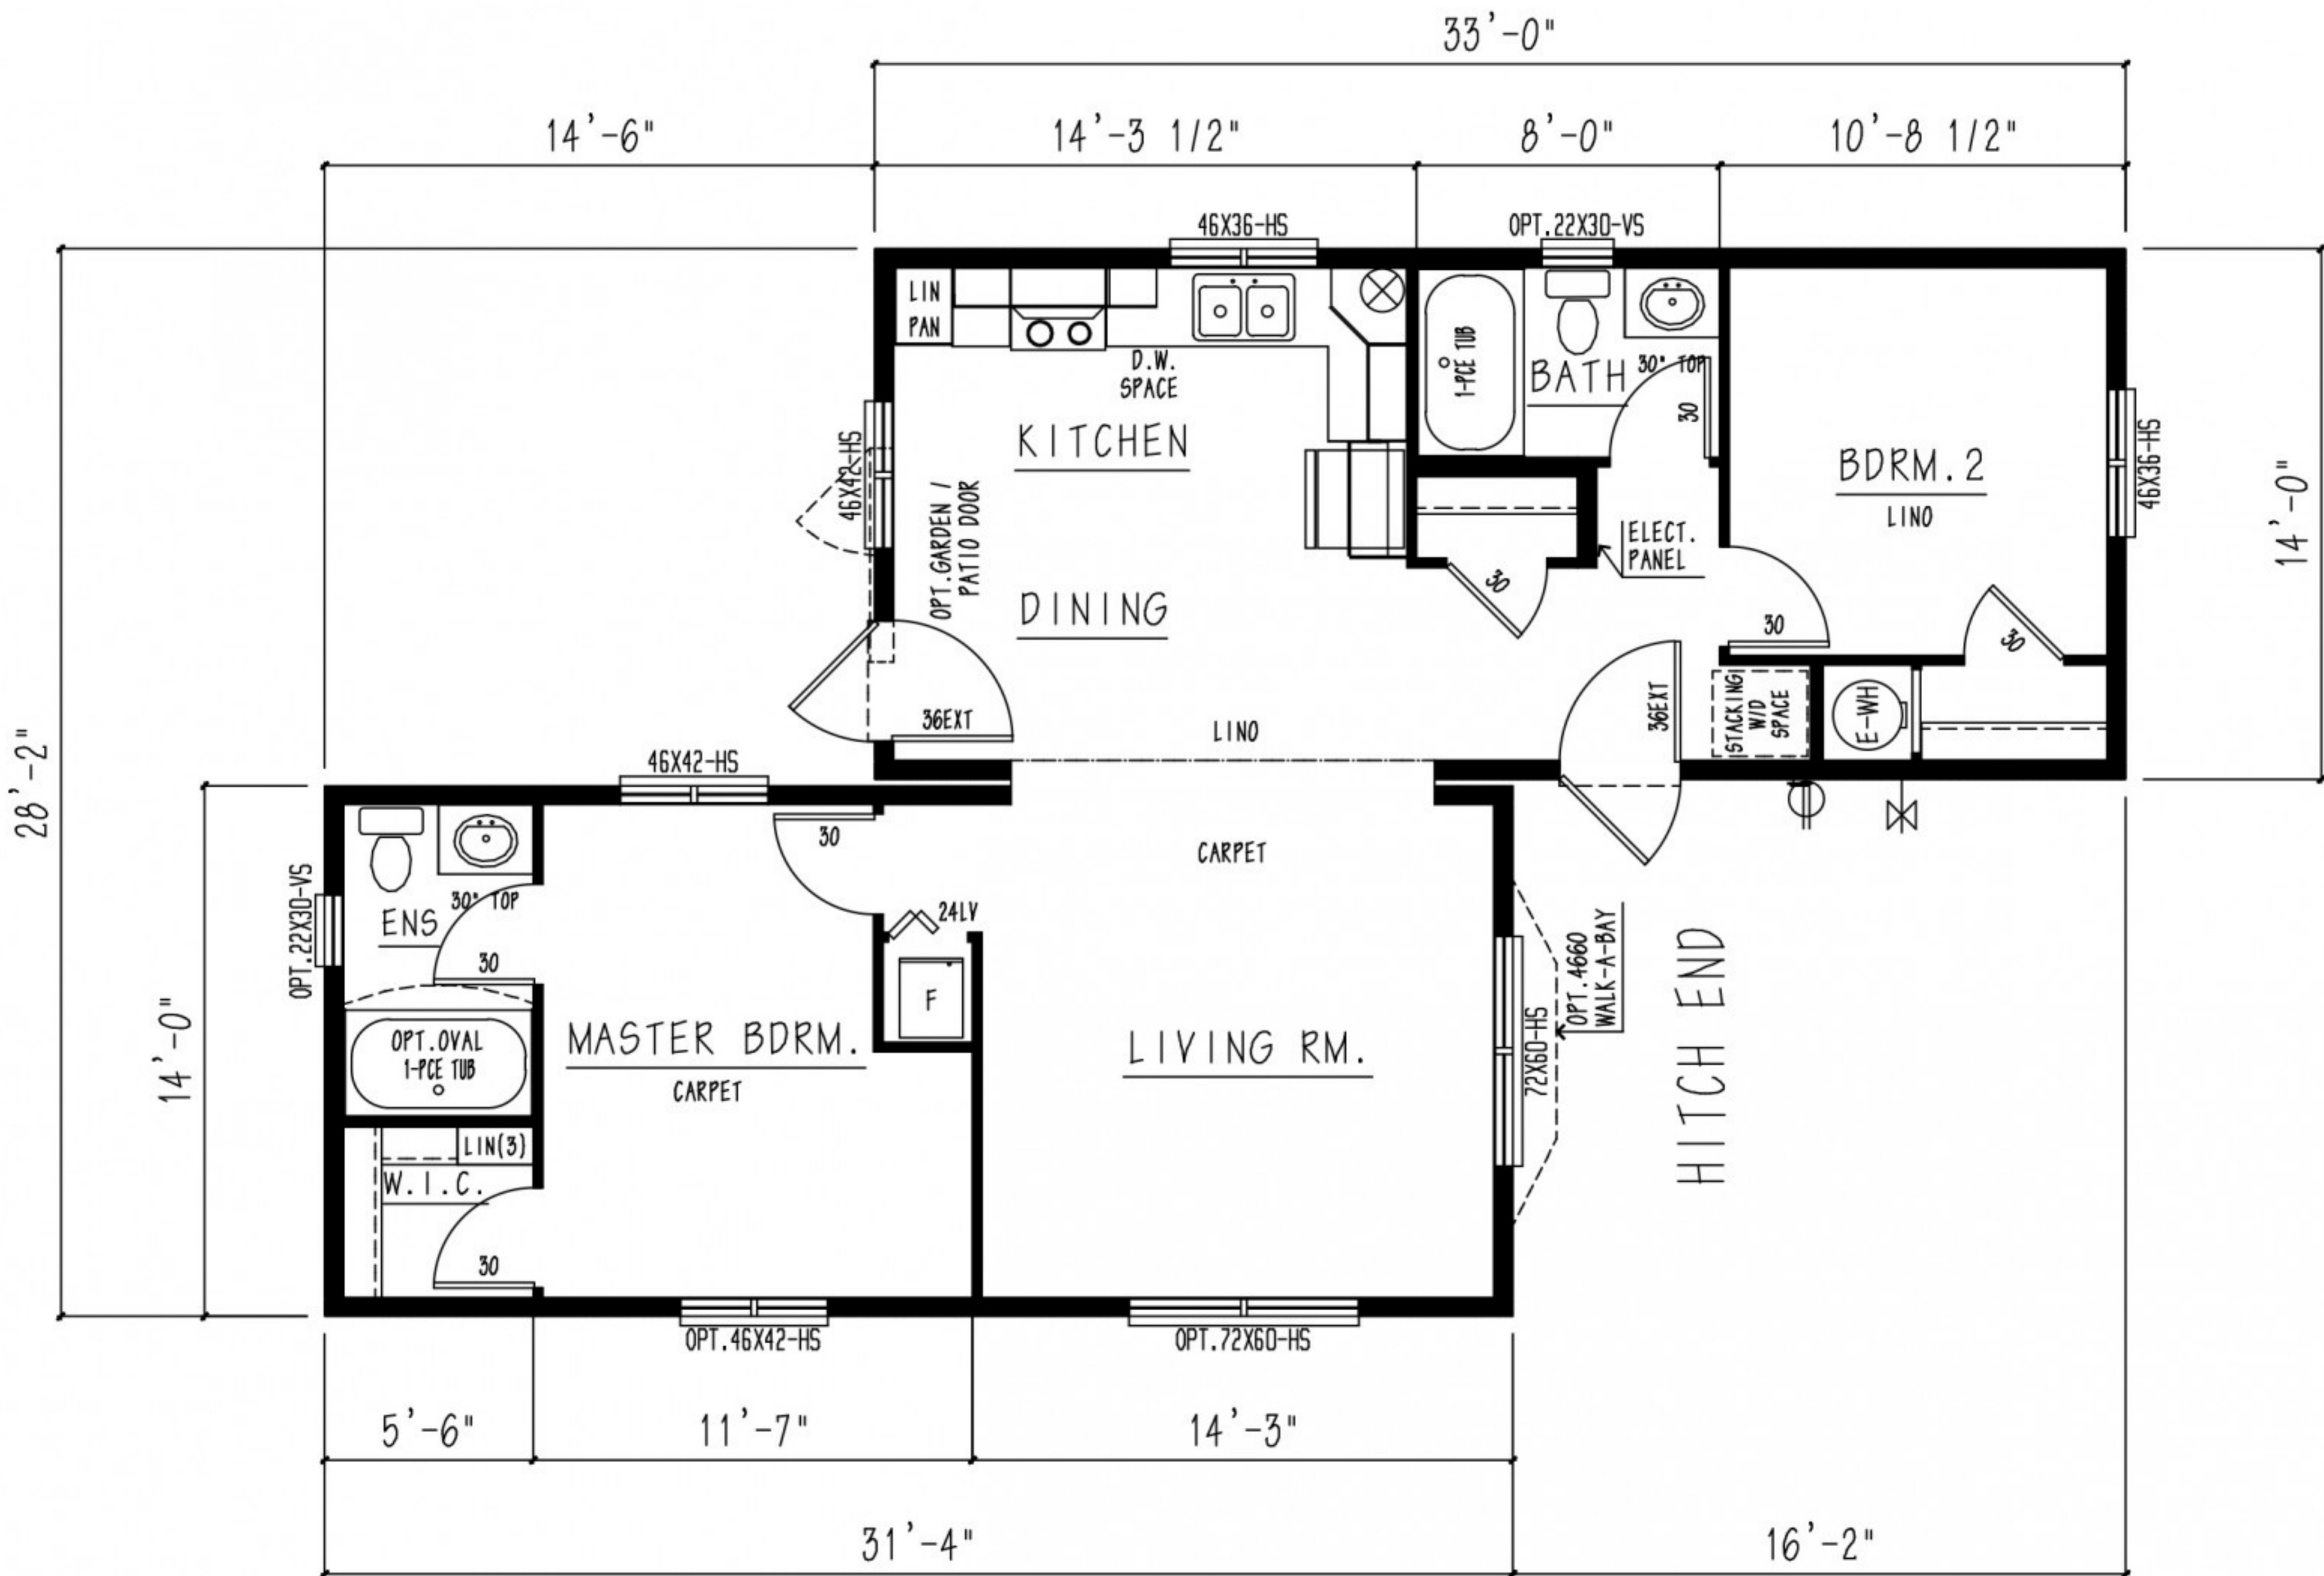 33'-0"
14'-6"
14'-3 1/2"
8'-0"
10'-8 1/2"
46X36-HS
OPT.22X30-VS
LIN
PAN
D.W.
SPACE
1-PCE TUB
BATH
30" TOP
30
KITCHEN
46X42-HS
OPT.GARDEN /
PATIO DOOR
BDRM.2
LINO
46X36-HS
14'-0"
ELECT.
PANEL
30
DINING
30
30
36EXT
LINO
36EXT
STACKING
W/D
SPACE
E-WH
28'-2"
46X42-HS
30
CARPET
OPT.22X30-VS
30" TOP
ENS
30
24LV
F
OPT.OVAL
1-PCE TUB
MASTER BDRM.
CARPET
LIVING RM.
72X60-HS
OPT.4660
WALK-A-BAY
HITCH END
14'-0"
LIN(3)
W.I.C.
30
OPT.46X42-HS
OPT.72X60-HS
5'-6"
11'-7"
14'-3"
31'-4"
16'-2"